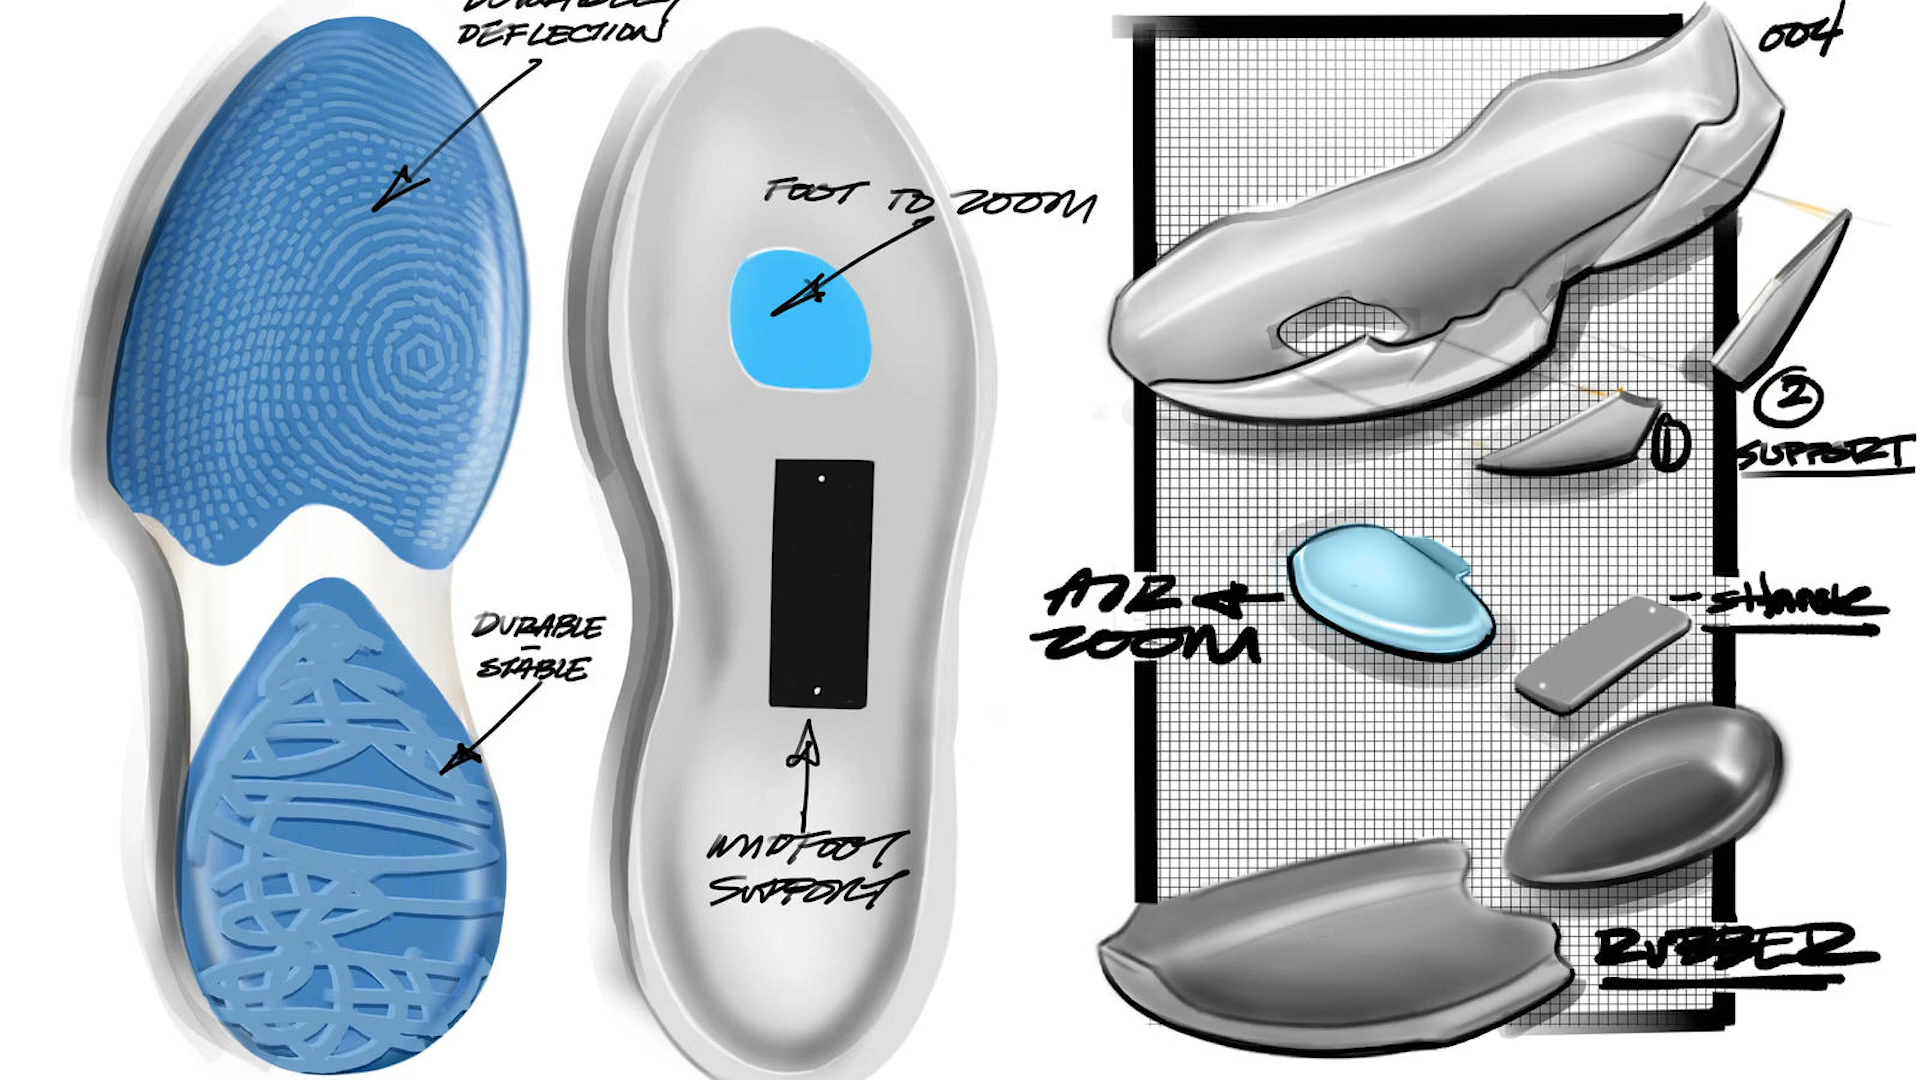 DEFLECTION
FOOT TO ZOOM
DURABLE
-
STABLE
MIDFOOT
SUPPORT
004
2
SUPPORT
1
AIR
ZOOM
SHANK
RUBBER